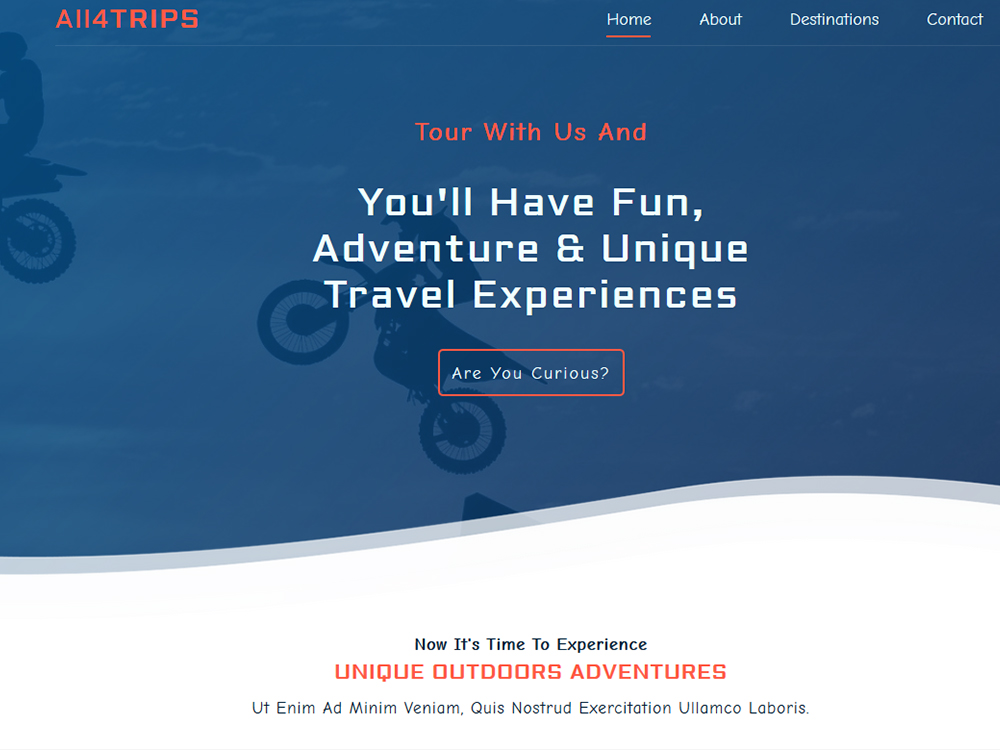 All4TRIPS
Home About Destinations Contact
Tour With Us And
You'll Have Fun,
Adventure & Unique
Travel Experiences
Are You Curious?
Now It's Time To Experience
UNIQUE OUTDOORS ADVENTURES
Ut Enim Ad Minim Veniam, Quis Nostrud Exercitation Ullamco Laboris.